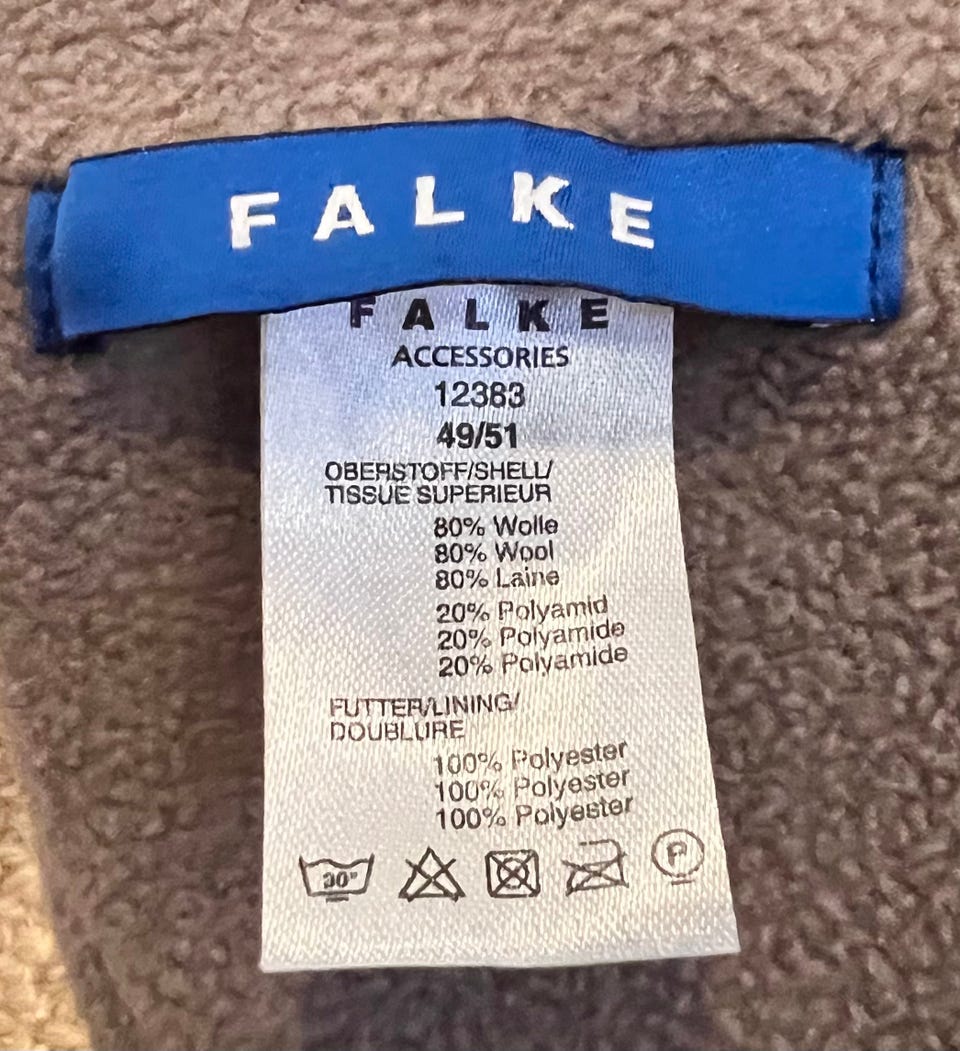 FALKE
FALKE
ACCESSORIES
12383
49/51
OBERSTOFF/SHELL/
TISSUE SUPERIEUR
80% Wolle
80% Wool
80% Laine
20% Polyamid
20% Polyamide
20% Polyamide
FUTTER/LINING/
DOUBLURE
100% Polyester
100% Polyester
100% Polyester
30° P